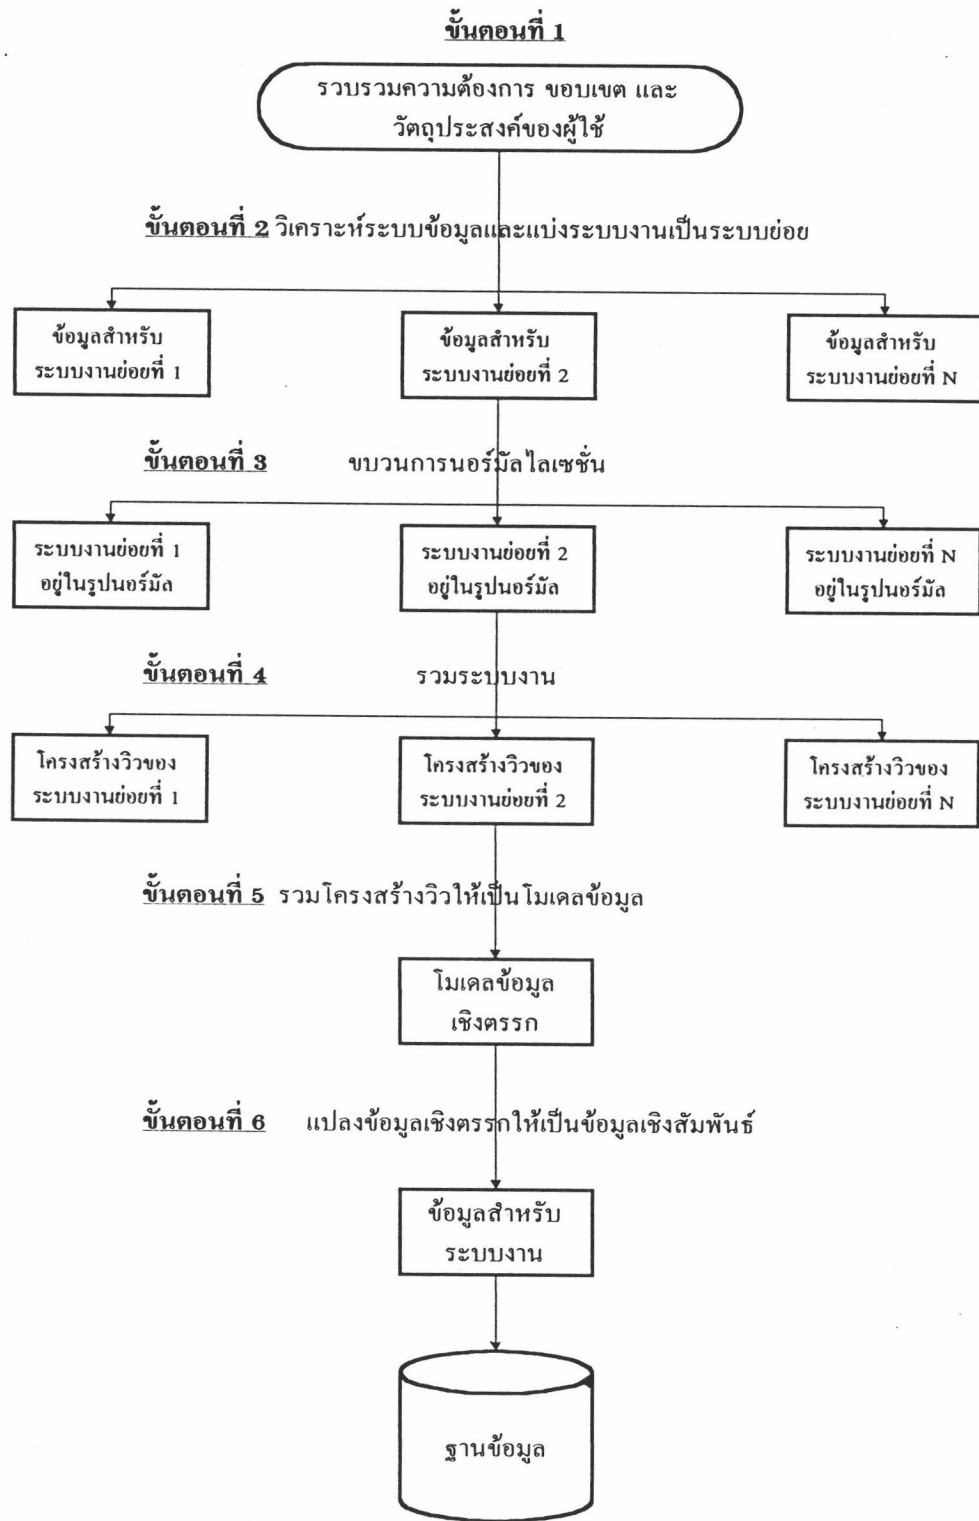 ขั้นตอนที่ 1
รวบรวมความต้องการ ขอบเขต และ
วัตถุประสงค์ของผู้ใช้
ขั้นตอนที่ 2 วิเคราะห์ระบบข้อมูลและแบ่งระบบงานเป็นระบบย่อย
ข้อมูลสำหรับ
ระบบงานย่อยที่ 1
ข้อมูลสำหรับ
ระบบงานย่อยที่ 2
ข้อมูลสำหรับ
ระบบงานย่อยที่ N
ขั้นตอนที่ 3 ขบวนการนอร์มัลไลเซชั่น
ระบบงานย่อยที่ 1
อยู่ในรูปนอร์มัล
ระบบงานย่อยที่ 2
อยู่ในรูปนอร์มัล
ระบบงานย่อยที่ N
อยู่ในรูปนอร์มัล
ขั้นตอนที่ 4 รวมระบบงาน
โครงสร้างวิวของ
ระบบงานย่อยที่ 1
โครงสร้างวิวของ
ระบบงานย่อยที่ 2
โครงสร้างวิวของ
ระบบงานย่อยที่ N
ขั้นตอนที่ 5 รวมโครงสร้างวิวให้เป็นโมเดลข้อมูล
โมเดลข้อมูล
เชิงตรรก
ขั้นตอนที่ 6 แปลงข้อมูลเชิงตรรกให้เป็นข้อมูลเชิงสัมพันธ์
ข้อมูลสำหรับ
ระบบงาน
ฐานข้อมูล